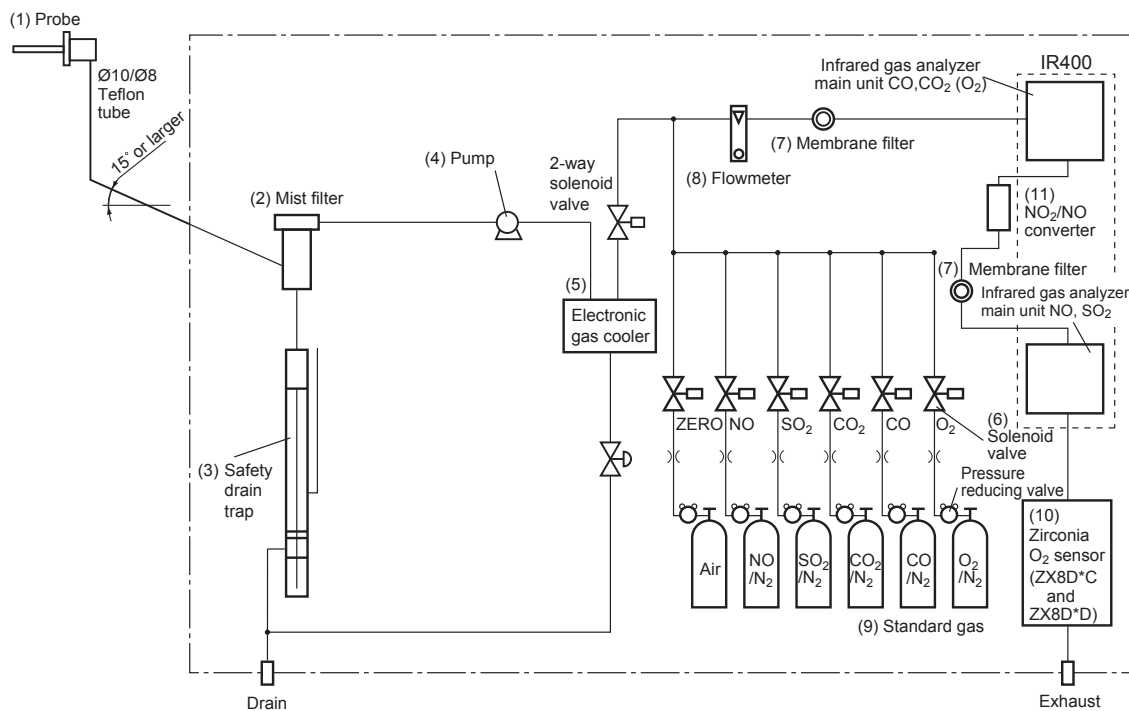 (1) Probe
Ø10/Ø8
Teflon
tube
15° or larger
(2) Mist filter
(3) Safety
drain
trap
Drain
(4) Pump
2-way
solenoid
valve
(5)
Electronic
gas cooler
Infrared gas analyzer
main unit CO,CO₂ (O₂)
IR400
(7) Membrane filter
(8) Flowmeter
(11)
NO₂/NO
converter
(7)
Membrane filter
Infrared gas analyzer
main unit NO, SO₂
ZERO
NO
SO₂
CO₂
CO
O₂
(6)
Solenoid
valve
Pressure
reducing valve
Air
NO
/N₂
SO₂
/N₂
CO₂
/N₂
CO
/N₂
O₂
/N₂
(9) Standard gas
(10)
Zirconia
O₂ sensor
(ZX8D*C
and
ZX8D*D)
Exhaust